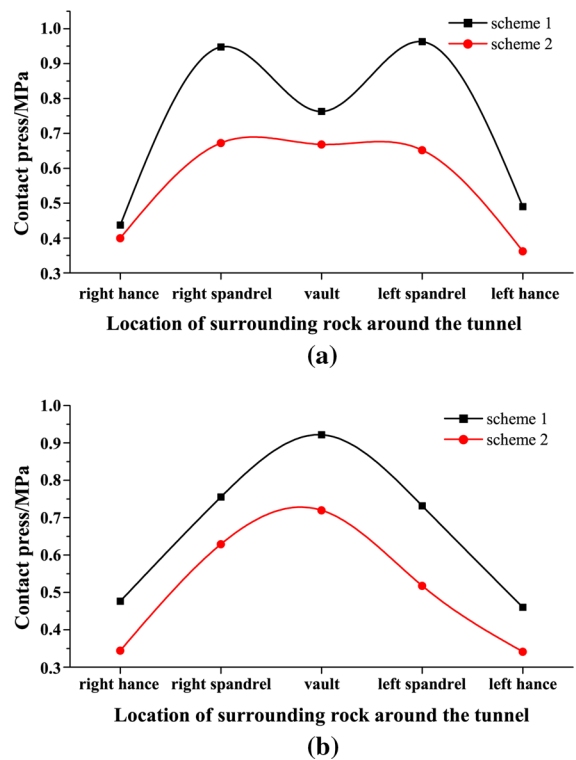 scheme 1
scheme 2
Contact press/MPa
1.0
0.9
0.8
0.7
0.6
0.5
0.4
0.3
right hance right spandrel vault left spandrel left hance
Location of surrounding rock around the tunnel
(a)
scheme 1
scheme 2
Contact press/MPa
1.0
0.9
0.8
0.7
0.6
0.5
0.4
0.3
right hance right spandrel vault left spandrel left hance
Location of surrounding rock around the tunnel
(b)